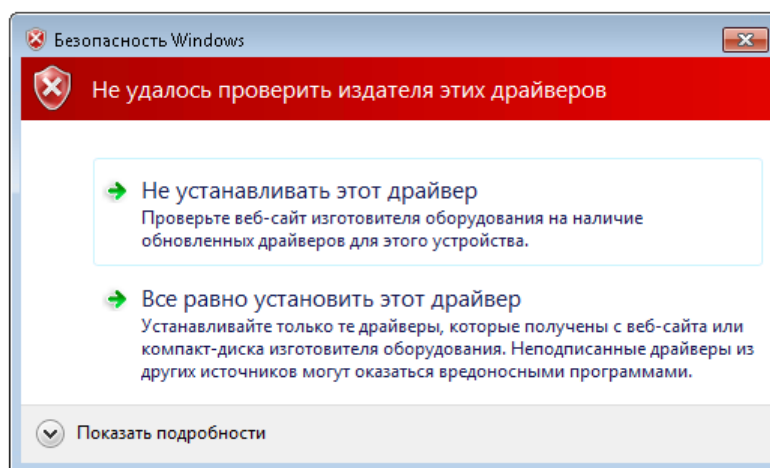 Безопасность Windows
Не удалось проверить издателя этих драйверов
Не устанавливать этот драйвер
Проверьте веб-сайт изготовителя оборудования на наличие
обновленных драйверов для этого устройства.
Все равно установить этот драйвер
Устанавливайте только те драйверы, которые получены с веб-сайта или
компакт-диска изготовителя оборудования. Неподписанные драйверы из
других источников могут оказаться вредоносными программами.
Показать подробности